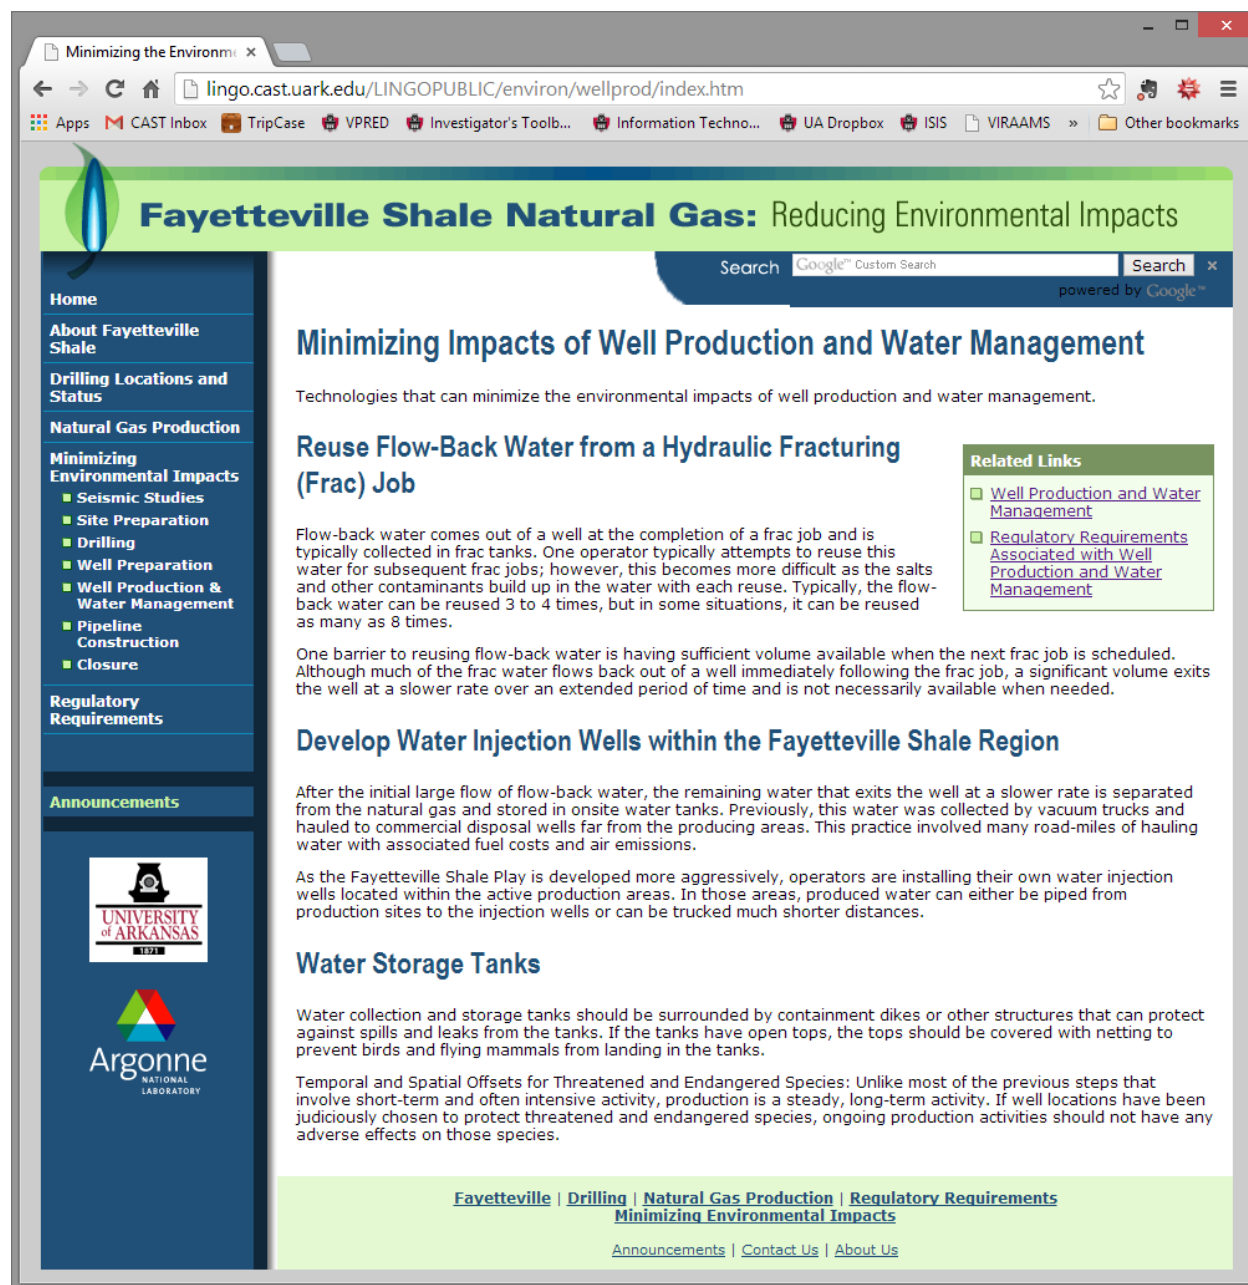 Minimizing the Environme
lingo.cast.uark.edu/LINGOPUBLIC/environ/wellprod/index.htm
Apps CAST Inbox TripCase VPRED Investigator's Toolb... Information Techno... UA Dropbox ISIS VIRAAMS » Other bookmarks
Fayetteville Shale Natural Gas: Reducing Environmental Impacts
Search Google™ Custom Search Search ×
powered by Google™
Home
About Fayetteville
Shale
Drilling Locations and
Status
Natural Gas Production
Minimizing
Environmental Impacts
Seismic Studies
Site Preparation
Drilling
Well Preparation
Well Production &
Water Management
Pipeline
Construction
Closure
Regulatory
Requirements
Announcements
UNIVERSITY
of ARKANSAS
1871
Argonne
NATIONAL
LABORATORY
Minimizing Impacts of Well Production and Water Management
Technologies that can minimize the environmental impacts of well production and water management.
Reuse Flow-Back Water from a Hydraulic Fracturing
(Frac) Job
Flow-back water comes out of a well at the completion of a frac job and is
typically collected in frac tanks. One operator typically attempts to reuse this
water for subsequent frac jobs; however, this becomes more difficult as the salts
and other contaminants build up in the water with each reuse. Typically, the flow-
back water can be reused 3 to 4 times, but in some situations, it can be reused
as many as 8 times.
Related Links
Well Production and Water
Management
Regulatory Requirements
Associated with Well
Production and Water
Management
One barrier to reusing flow-back water is having sufficient volume available when the next frac job is scheduled.
Although much of the frac water flows back out of a well immediately following the frac job, a significant volume exits
the well at a slower rate over an extended period of time and is not necessarily available when needed.
Develop Water Injection Wells within the Fayetteville Shale Region
After the initial large flow of flow-back water, the remaining water that exits the well at a slower rate is separated
from the natural gas and stored in onsite water tanks. Previously, this water was collected by vacuum trucks and
hauled to commercial disposal wells far from the producing areas. This practice involved many road-miles of hauling
water with associated fuel costs and air emissions.
As the Fayetteville Shale Play is developed more aggressively, operators are installing their own water injection
wells located within the active production areas. In those areas, produced water can either be piped from
production sites to the injection wells or can be trucked much shorter distances.
Water Storage Tanks
Water collection and storage tanks should be surrounded by containment dikes or other structures that can protect
against spills and leaks from the tanks. If the tanks have open tops, the tops should be covered with netting to
prevent birds and flying mammals from landing in the tanks.
Temporal and Spatial Offsets for Threatened and Endangered Species: Unlike most of the previous steps that
involve short-term and often intensive activity, production is a steady, long-term activity. If well locations have been
judiciously chosen to protect threatened and endangered species, ongoing production activities should not have any
adverse effects on those species.
Fayetteville | Drilling | Natural Gas Production | Regulatory Requirements
Minimizing Environmental Impacts
Announcements | Contact Us | About Us